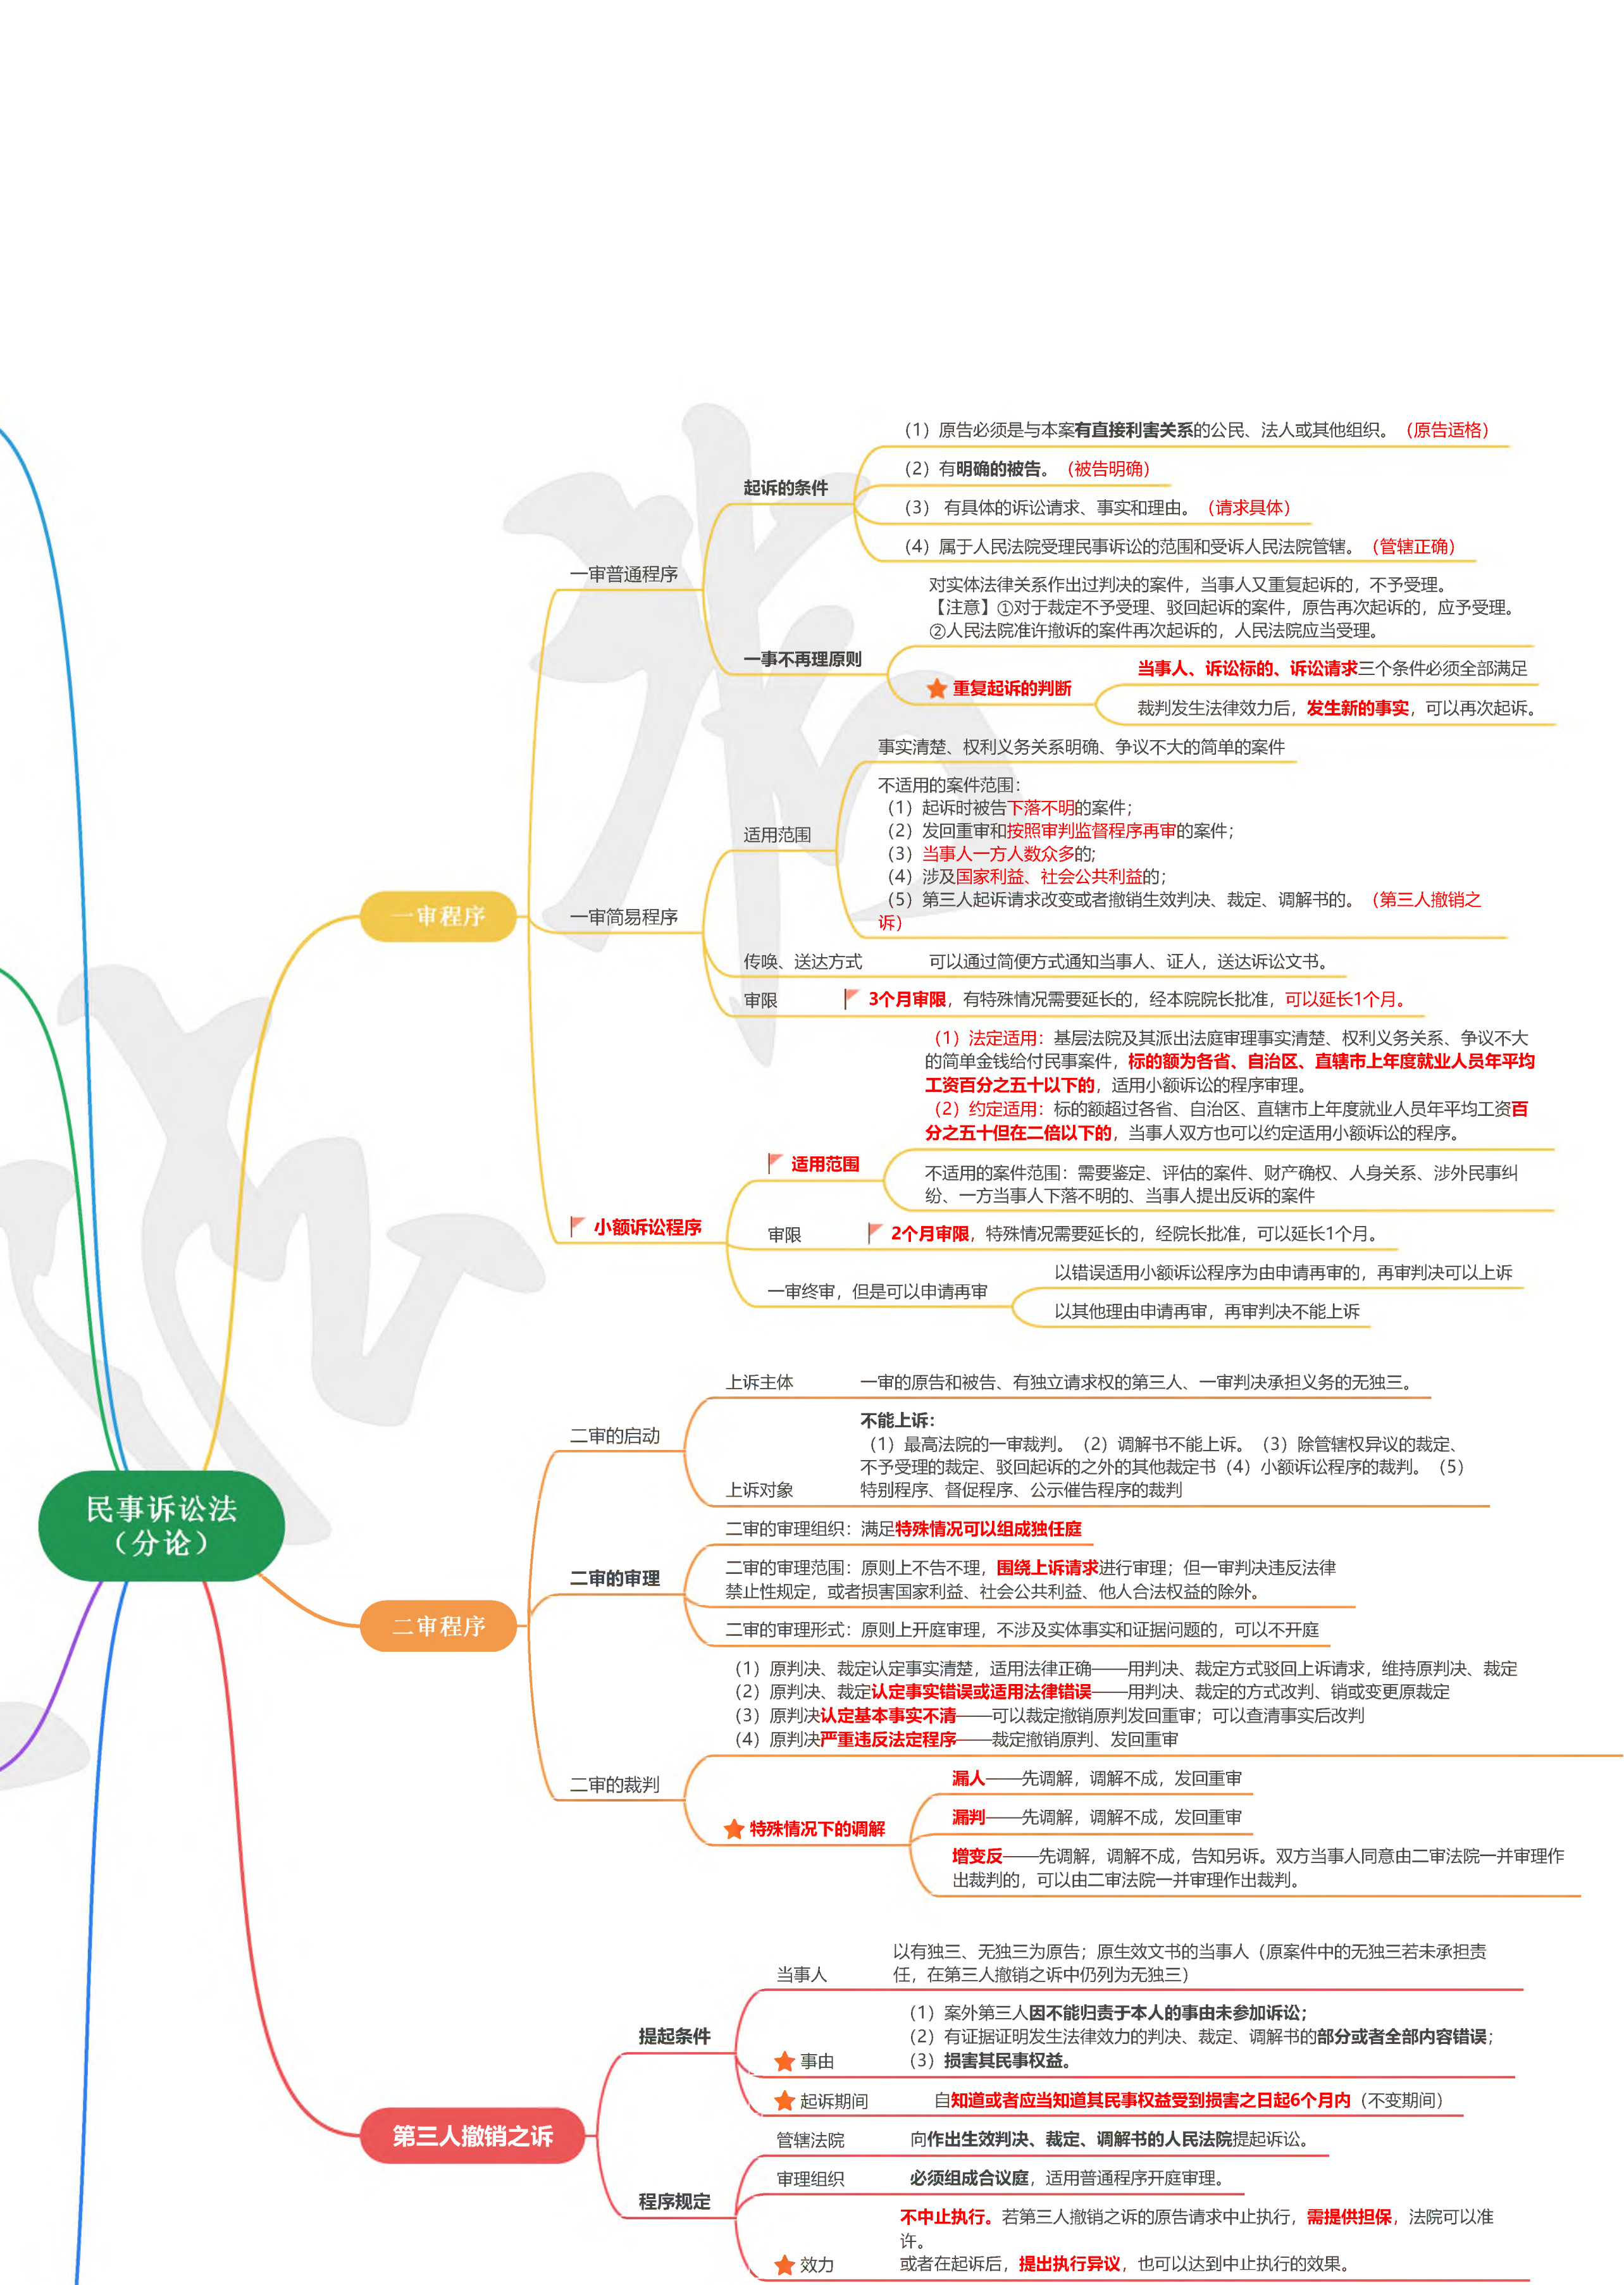 民事诉讼法
（分论）
一审程序
一审普通程序
起诉的条件
（1）原告必须是与本案有直接利害关系的公民、法人或其他组织。（原告适格）
（2）有明确的被告。（被告明确）
（3） 有具体的诉讼请求、事实和理由。（请求具体）
（4）属于人民法院受理民事诉讼的范围和受诉人民法院管辖。（管辖正确）
一事不再理原则
对实体法律关系作出过判决的案件，当事人又重复起诉的，不予受理。
【注意】①对于裁定不予受理、驳回起诉的案件，原告再次起诉的，应予受理。
②人民法院准许撤诉的案件再次起诉的，人民法院应当受理。
重复起诉的判断
当事人、诉讼标的、诉讼请求三个条件必须全部满足
裁判发生法律效力后，发生新的事实，可以再次起诉。
一审简易程序
适用范围
事实清楚、权利义务关系明确、争议不大的简单的案件
不适用的案件范围：
（1）起诉时被告下落不明的案件；
（2）发回重审和按照审判监督程序再审的案件；
（3）当事人一方人数众多的;
（4）涉及国家利益、社会公共利益的；
（5）第三人起诉请求改变或者撤销生效判决、裁定、调解书的。（第三人撤销之
诉）
传唤、送达方式
可以通过简便方式通知当事人、证人，送达诉讼文书。
审限
3个月审限，有特殊情况需要延长的，经本院院长批准，可以延长1个月。
小额诉讼程序
适用范围
（1）法定适用：基层法院及其派出法庭审理事实清楚、权利义务关系、争议不大
的简单金钱给付民事案件，标的额为各省、自治区、直辖市上年度就业人员年平均
工资百分之五十以下的，适用小额诉讼的程序审理。
（2）约定适用：标的额超过各省、自治区、直辖市上年度就业人员年平均工资百
分之五十但在二倍以下的，当事人双方也可以约定适用小额诉讼的程序。
不适用的案件范围：需要鉴定、评估的案件、财产确权、人身关系、涉外民事纠
纷、一方当事人下落不明的、当事人提出反诉的案件
审限
2个月审限，特殊情况需要延长的，经院长批准，可以延长1个月。
一审终审，但是可以申请再审
以错误适用小额诉讼程序为由申请再审的，再审判决可以上诉
以其他理由申请再审，再审判决不能上诉
二审程序
二审的启动
上诉主体
一审的原告和被告、有独立请求权的第三人、一审判决承担义务的无独三。
上诉对象
不能上诉：
（1）最高法院的一审裁判。（2）调解书不能上诉。（3）除管辖权异议的裁定、
不予受理的裁定、驳回起诉的之外的其他裁定书（4）小额诉讼程序的裁判。（5）
特别程序、督促程序、公示催告程序的裁判
二审的审理
二审的审理组织：满足特殊情况可以组成独任庭
二审的审理范围：原则上不告不理，围绕上诉请求进行审理；但一审判决违反法律
禁止性规定，或者损害国家利益、社会公共利益、他人合法权益的除外。
二审的审理形式：原则上开庭审理，不涉及实体事实和证据问题的，可以不开庭
二审的裁判
（1）原判决、裁定认定事实清楚，适用法律正确——用判决、裁定方式驳回上诉请求，维持原判决、裁定
（2）原判决、裁定认定事实错误或适用法律错误——用判决、裁定的方式改判、销或变更原裁定
（3）原判决认定基本事实不清——可以裁定撤销原判发回重审；可以查清事实后改判
（4）原判决严重违反法定程序——裁定撤销原判、发回重审
特殊情况下的调解
漏人——先调解，调解不成，发回重审
漏判——先调解，调解不成，发回重审
增变反——先调解，调解不成，告知另诉。双方当事人同意由二审法院一并审理作
出裁判的，可以由二审法院一并审理作出裁判。
第三人撤销之诉
提起条件
当事人
以有独三、无独三为原告；原生效文书的当事人（原案件中的无独三若未承担责
任，在第三人撤销之诉中仍列为无独三）
事由
（1）案外第三人因不能归责于本人的事由未参加诉讼；
（2）有证据证明发生法律效力的判决、裁定、调解书的部分或者全部内容错误；
（3）损害其民事权益。
起诉期间
自知道或者应当知道其民事权益受到损害之日起6个月内（不变期间）
程序规定
管辖法院
向作出生效判决、裁定、调解书的人民法院提起诉讼。
审理组织
必须组成合议庭，适用普通程序开庭审理。
效力
不中止执行。若第三人撤销之诉的原告请求中止执行，需提供担保，法院可以准
许。
或者在起诉后，提出执行异议，也可以达到中止执行的效果。